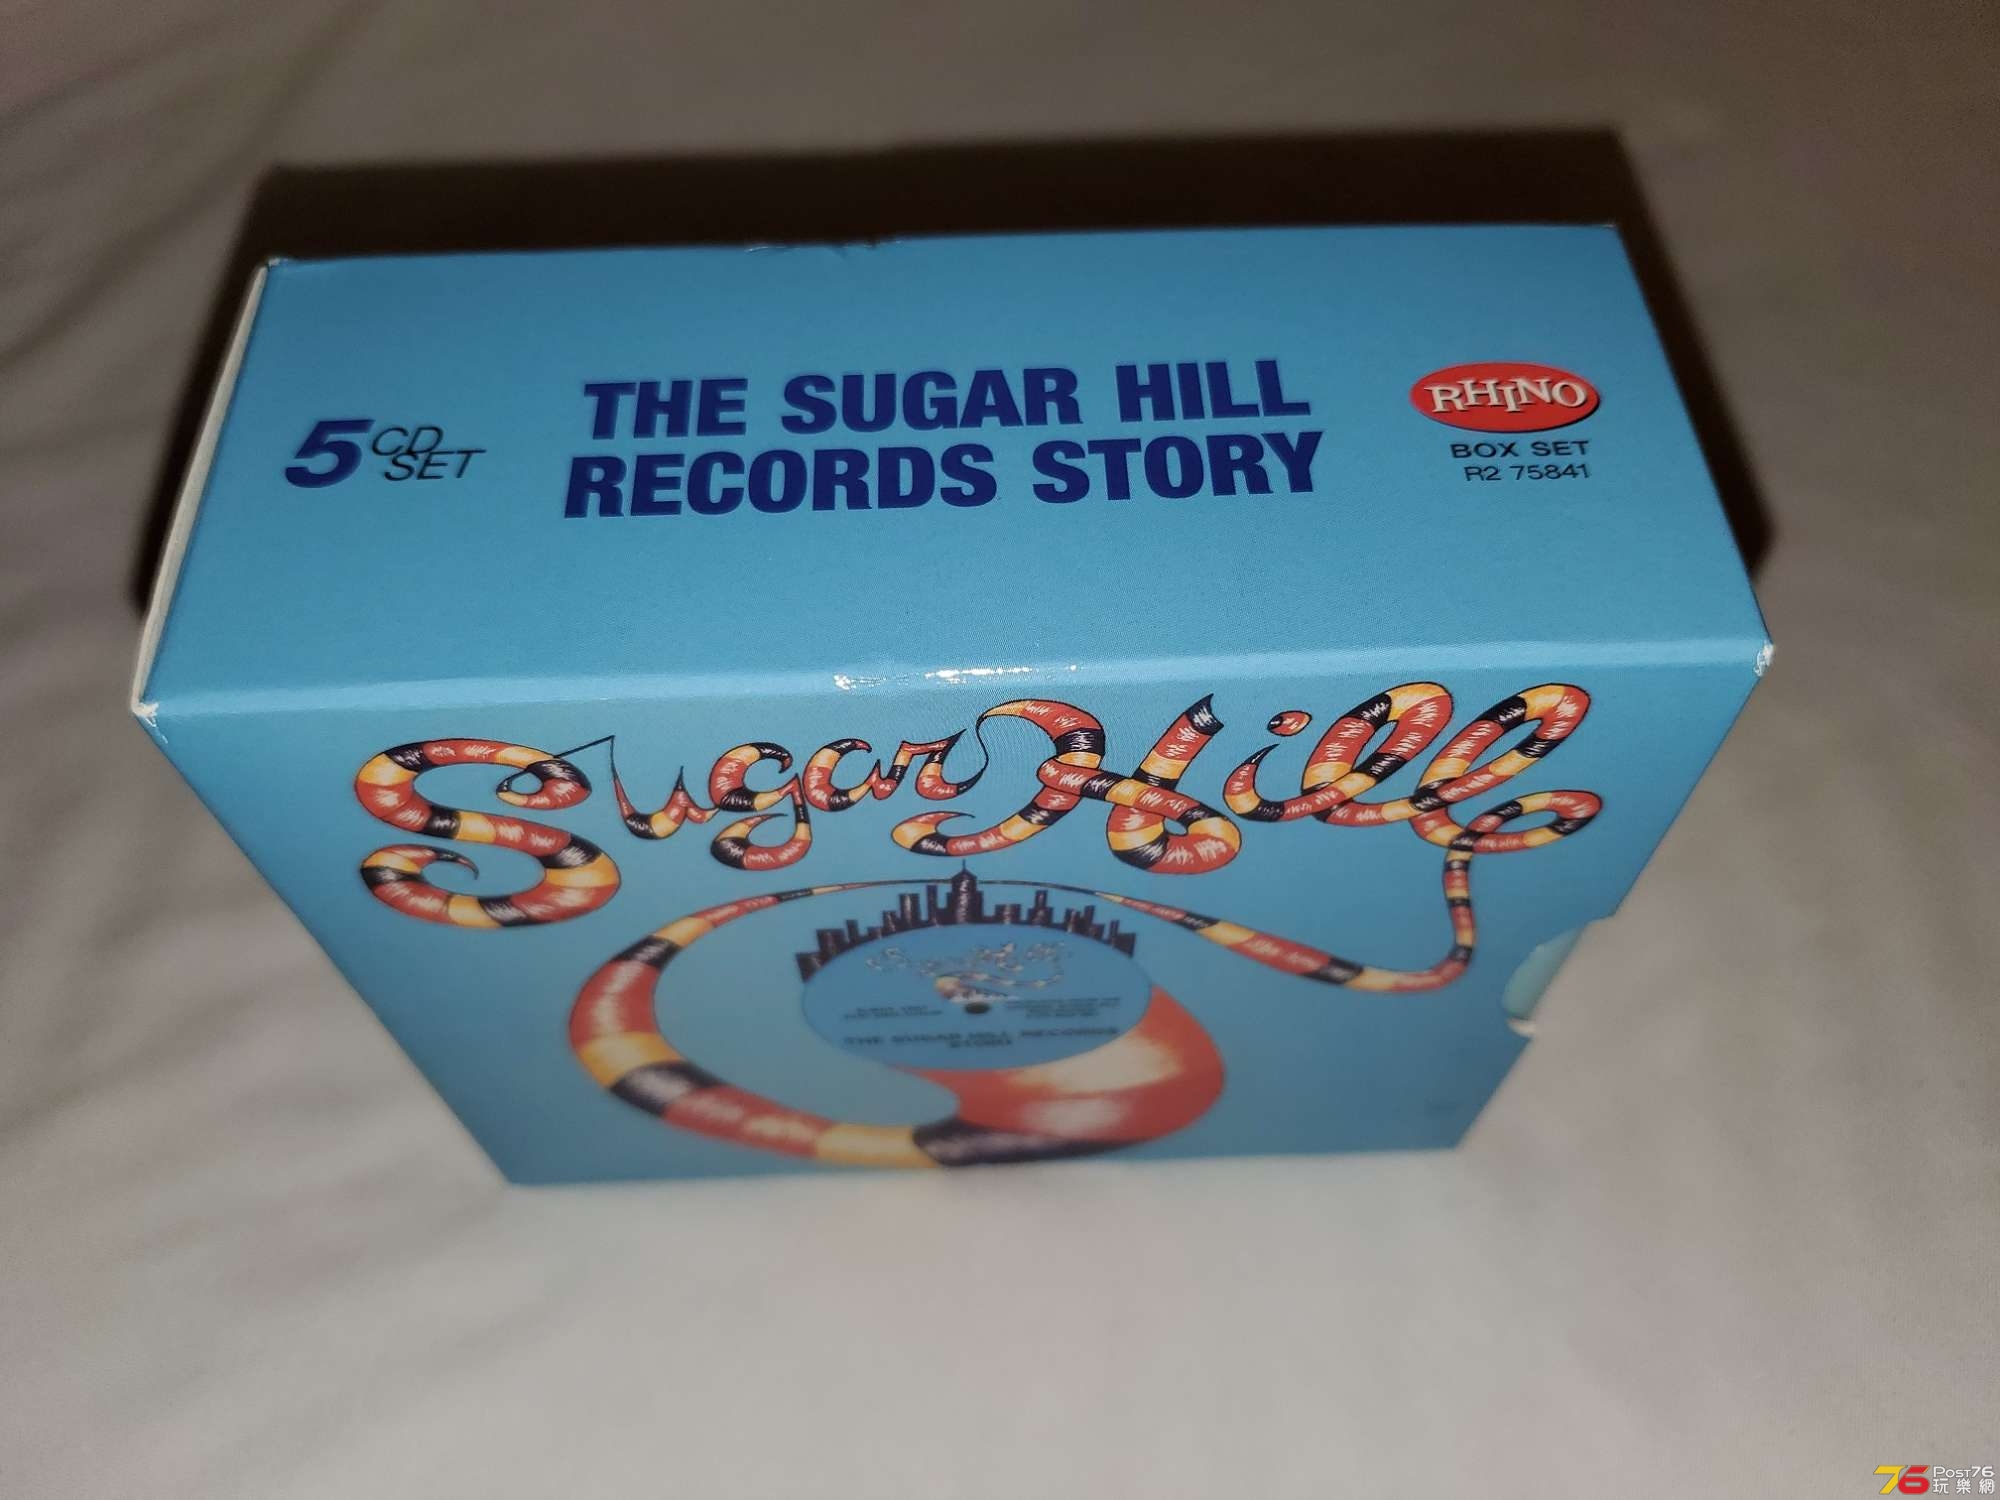 5 CD
SET
THE SUGAR HILL
RECORDS STORY
RHINO
BOX SET
R2 75841
Sugar Hill
THE SUGAR HILL RECORDS
STORY
76 POST76
玩樂網